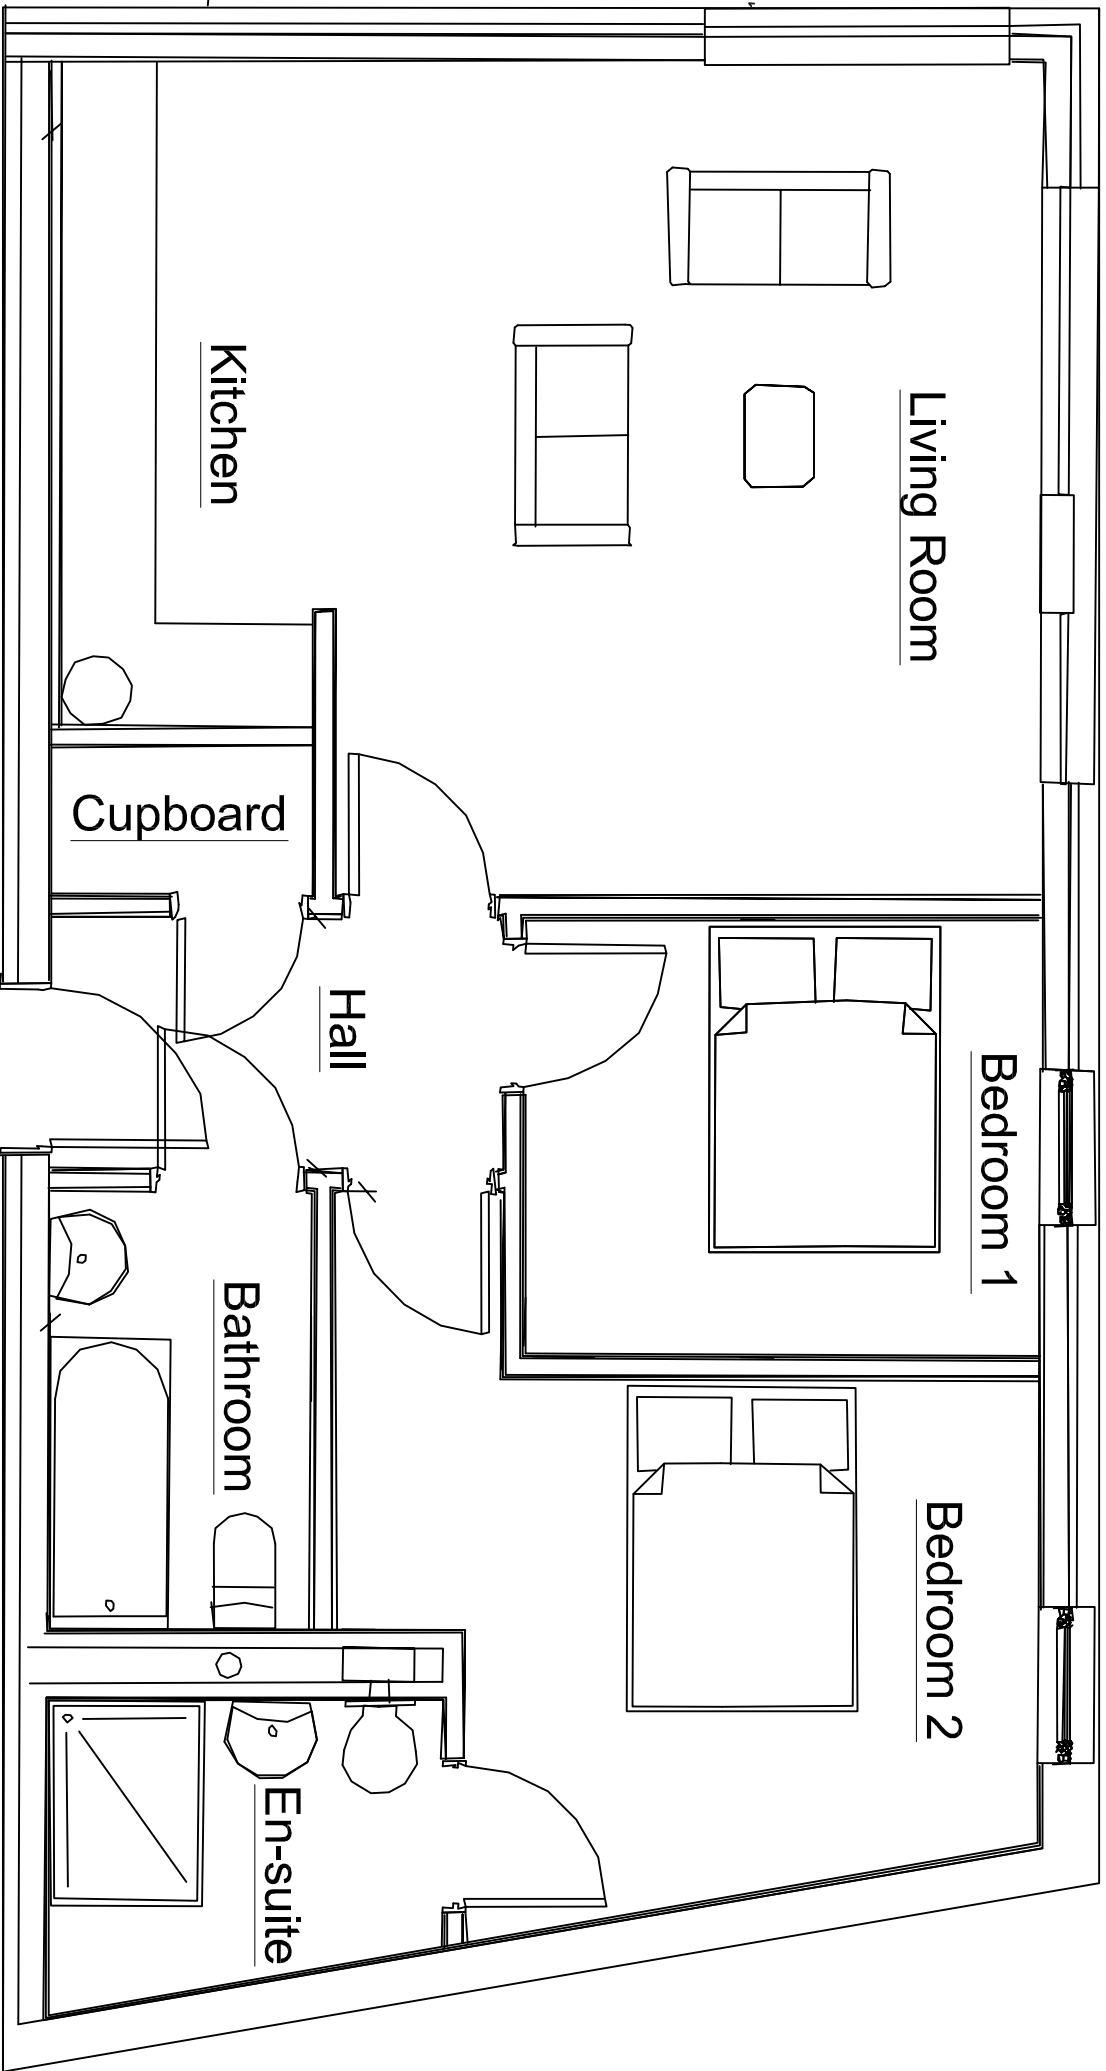 Kitchen
Living Room
Cupboard
Hall
Bedroom 1
Bathroom
Bedroom 2
En-suite